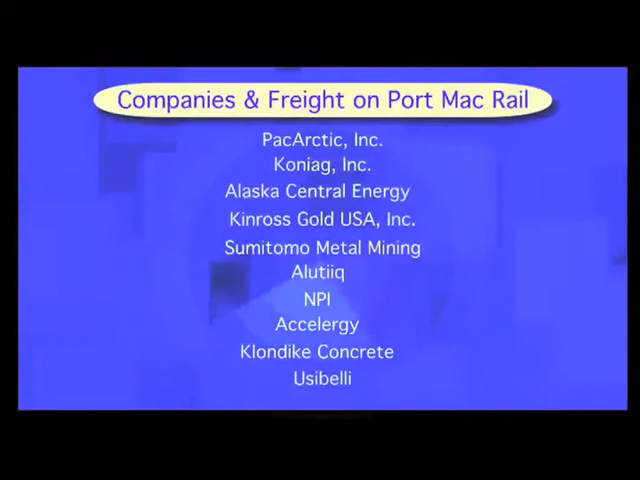 Companies & Freight on Port Mac Rail
PacArctic, Inc.
Koniag, Inc.
Alaska Central Energy
Kinross Gold USA, Inc.
Sumitomo Metal Mining
Alutiiq
NPI
Accelergy
Klondike Concrete
Usibelli